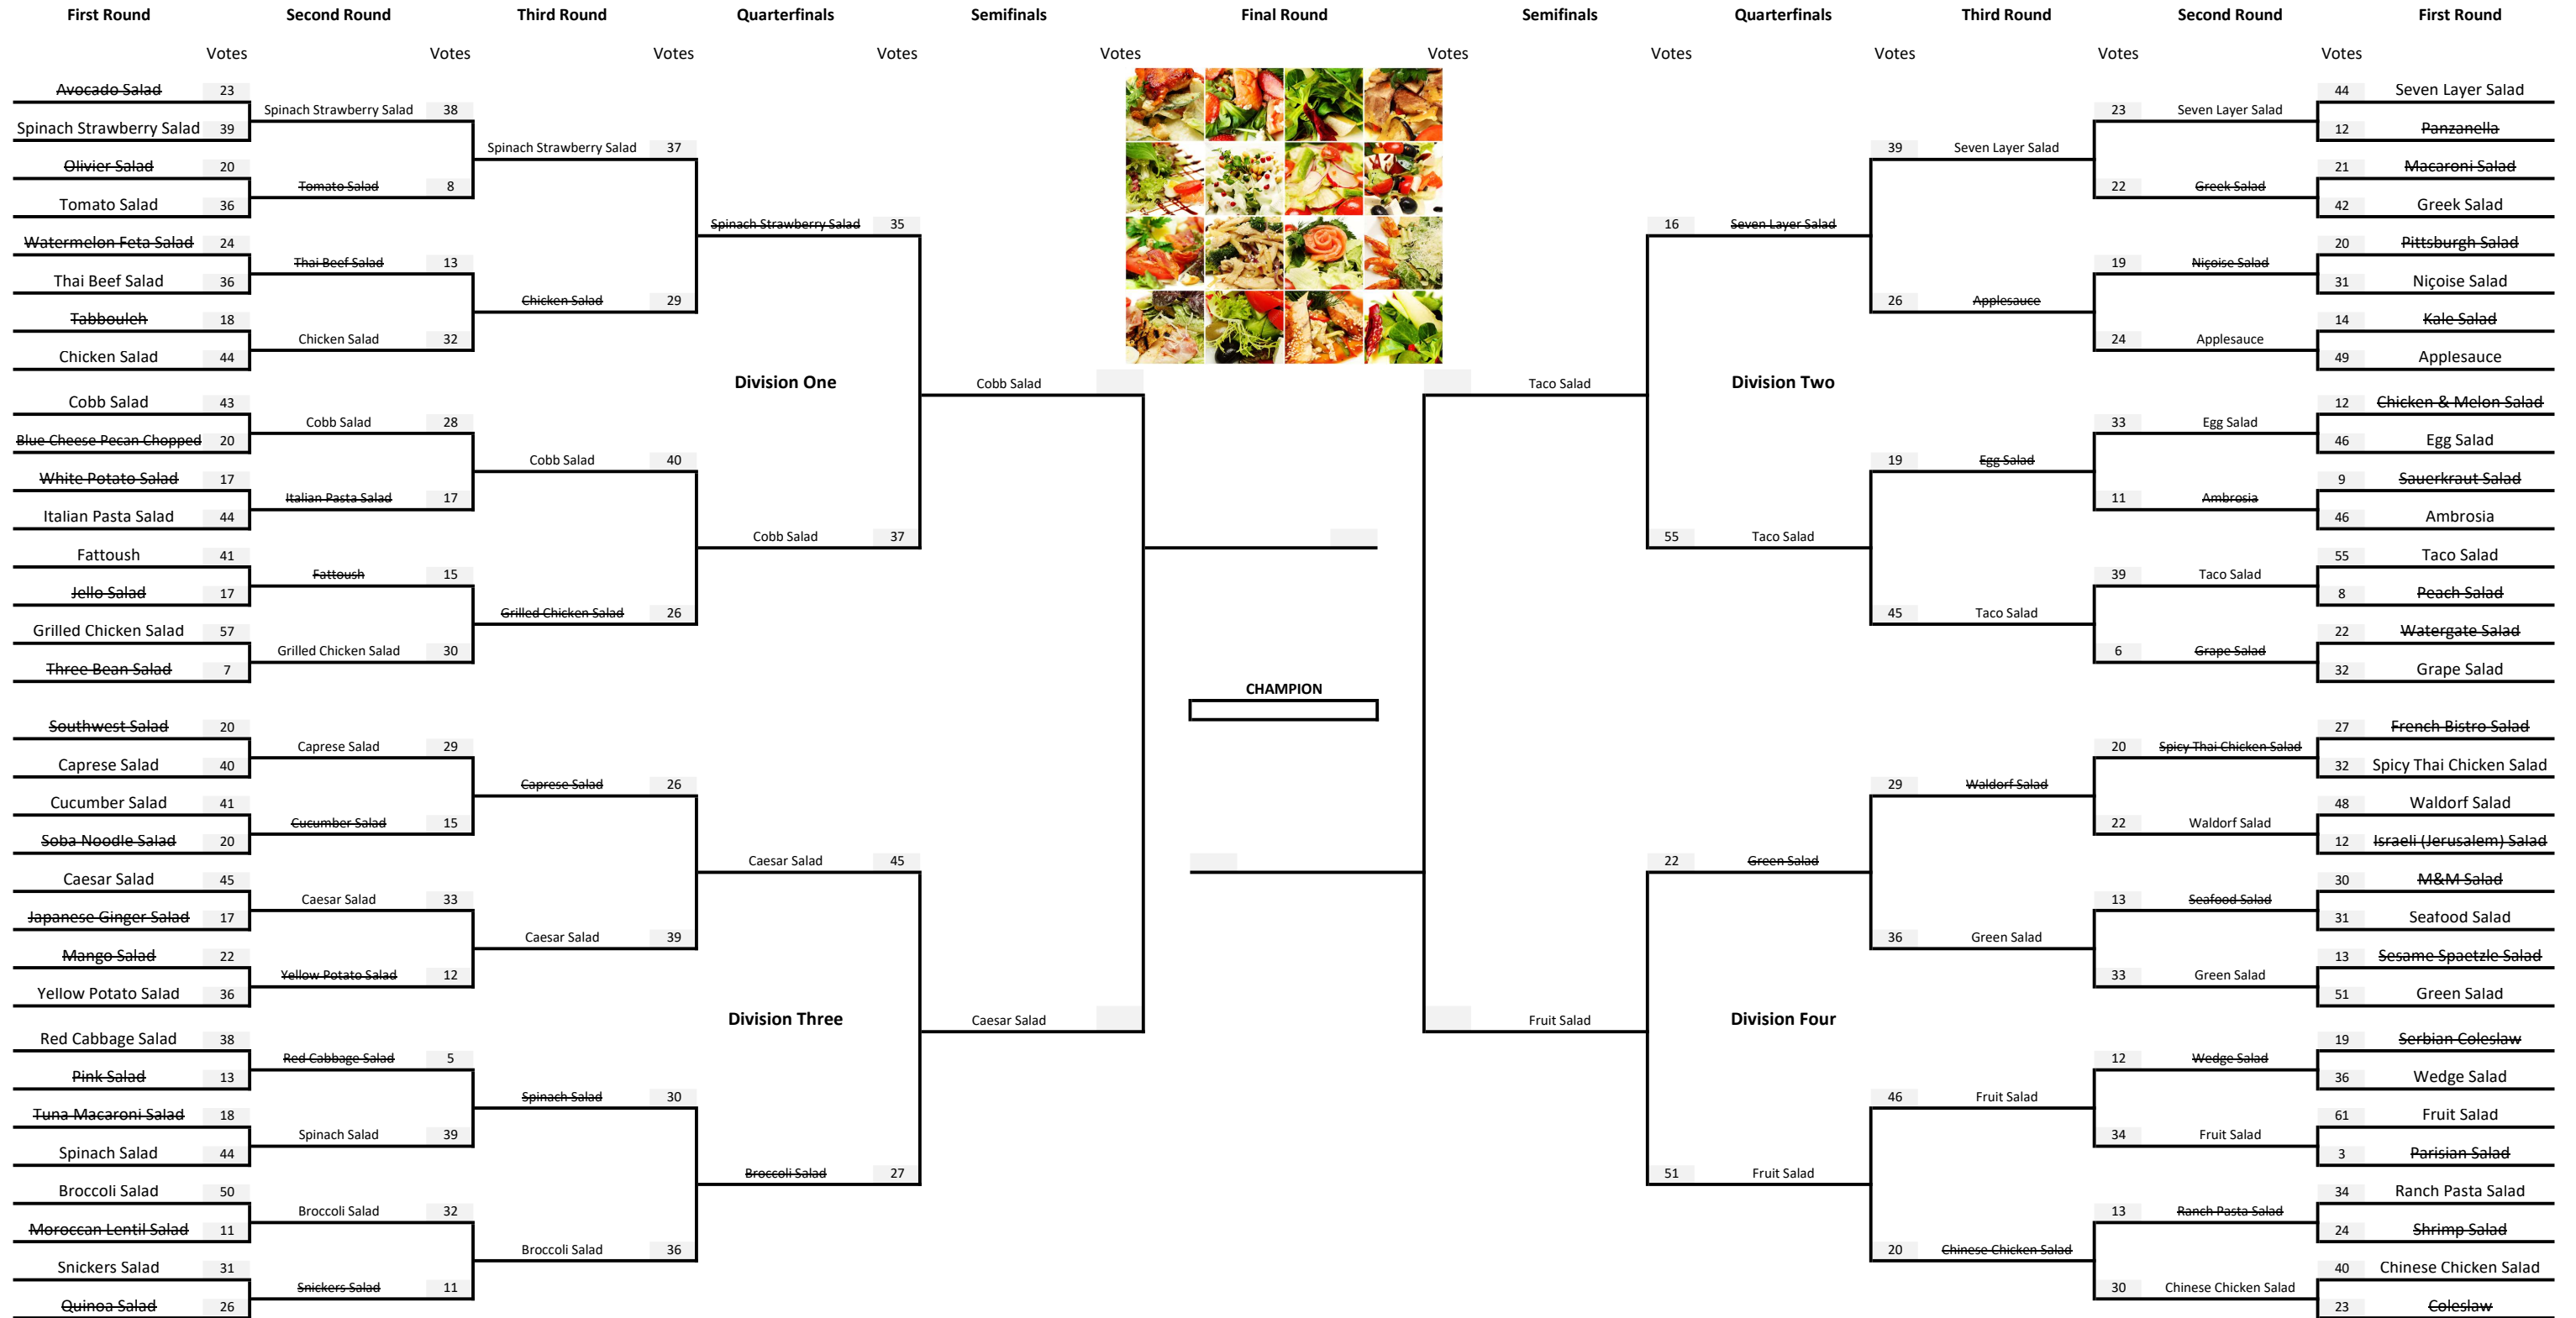 First Round Second Round Third Round Quarterfinals Semifinals Final Round Semifinals Quarterfinals Third Round Second Round First Round
Votes Votes Votes Votes Votes Votes Votes Votes Votes Votes
Avocado Salad 23 44 Seven Layer Salad
Spinach Strawberry Salad 38 23 Seven Layer Salad
Spinach Strawberry Salad 39 12 Panzanella
Spinach Strawberry Salad 37 39 Seven Layer Salad
Olivier Salad 20 21 Macaroni Salad
Tomato Salad 8 22 Greek Salad
Tomato Salad 36 42 Greek Salad
Spinach Strawberry Salad 35 16 Seven Layer Salad
Watermelon Feta Salad 24 20 Pittsburgh Salad
Thai Beef Salad 13 19 Niçoise Salad
Thai Beef Salad 36 31 Niçoise Salad
Chicken Salad 29 26 Applesauce
Tabbouleh 18 14 Kale Salad
Chicken Salad 32 24 Applesauce
Chicken Salad 44 49 Applesauce
Division One Cobb Salad Taco Salad Division Two
Cobb Salad 43 12 Chicken & Melon Salad
Cobb Salad 28 33 Egg Salad
Blue Cheese Pecan Chopped 20 46 Egg Salad
Cobb Salad 40 19 Egg Salad
White Potato Salad 17 9 Sauerkraut Salad
Italian Pasta Salad 17 11 Ambrosia
Italian Pasta Salad 44 46 Ambrosia
Cobb Salad 37 55 Taco Salad
Fattoush 41 55 Taco Salad
Fattoush 15 39 Taco Salad
Jello Salad 17 8 Peach Salad
Grilled Chicken Salad 26 45 Taco Salad
Grilled Chicken Salad 57 22 Watergate Salad
Grilled Chicken Salad 30 6 Grape Salad
Three Bean Salad 7 32 Grape Salad
CHAMPION
Southwest Salad 20 27 French Bistro Salad
Caprese Salad 29 20 Spicy Thai Chicken Salad
Caprese Salad 40 32 Spicy Thai Chicken Salad
Caprese Salad 26 29 Waldorf Salad
Cucumber Salad 41 48 Waldorf Salad
Cucumber Salad 15 22 Waldorf Salad
Soba Noodle Salad 20 12 Israeli (Jerusalem) Salad
Caesar Salad 45 22 Green Salad
Caesar Salad 45 30 M&M Salad
Caesar Salad 33 13 Seafood Salad
Japanese Ginger Salad 17 31 Seafood Salad
Caesar Salad 39 36 Green Salad
Mango Salad 22 13 Sesame Spaetzle Salad
Yellow Potato Salad 12 33 Green Salad
Yellow Potato Salad 36 51 Green Salad
Division Three Caesar Salad Fruit Salad Division Four
Red Cabbage Salad 38 19 Serbian Coleslaw
Red Cabbage Salad 5 12 Wedge Salad
Pink Salad 13 36 Wedge Salad
Spinach Salad 30 46 Fruit Salad
Tuna Macaroni Salad 18 61 Fruit Salad
Spinach Salad 39 34 Fruit Salad
Spinach Salad 44 3 Parisian Salad
Broccoli Salad 27 51 Fruit Salad
Broccoli Salad 50 34 Ranch Pasta Salad
Broccoli Salad 32 13 Ranch Pasta Salad
Moroccan Lentil Salad 11 24 Shrimp Salad
Broccoli Salad 36 20 Chinese Chicken Salad
Snickers Salad 31 40 Chinese Chicken Salad
Snickers Salad 11 30 Chinese Chicken Salad
Quinoa Salad 26 23 Coleslaw